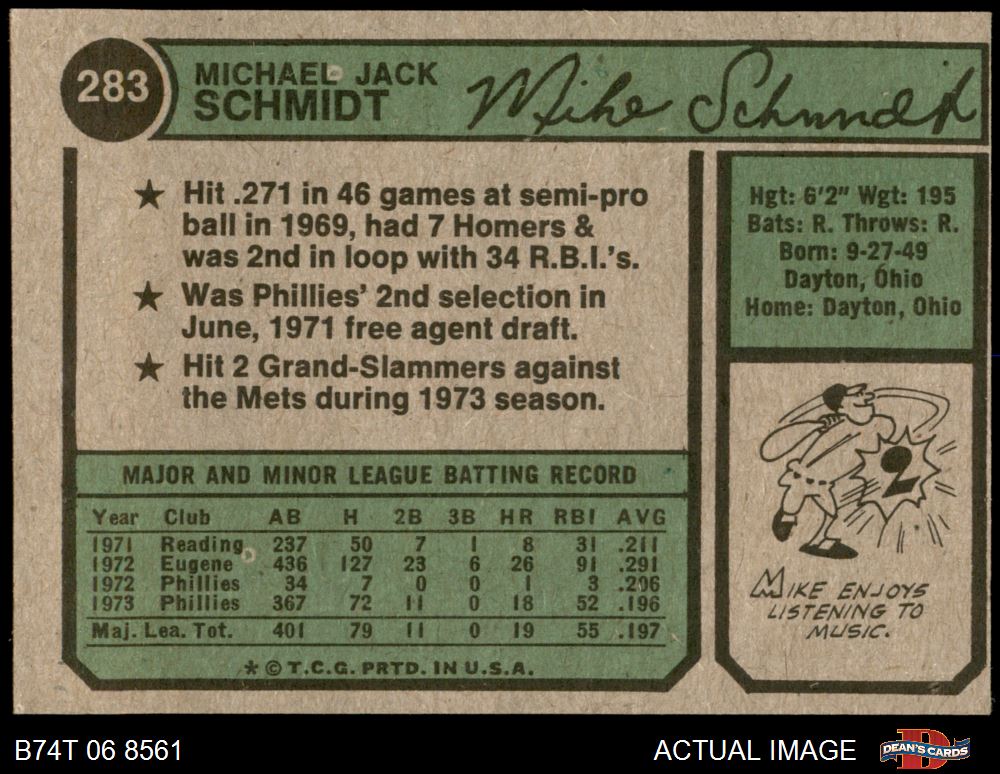 283
MICHAEL JACK
SCHMIDT
Mike Schmidt
★ Hit .271 in 46 games at semi-pro
ball in 1969, had 7 Homers &
was 2nd in loop with 34 R.B.I.'s.
★ Was Phillies' 2nd selection in
June, 1971 free agent draft.
★ Hit 2 Grand-Slammers against
the Mets during 1973 season.
Hgt: 6'2" Wgt: 195
Bats: R. Throws: R.
Born: 9-27-49
Dayton, Ohio
Home: Dayton, Ohio
2
MIKE ENJOYS
LISTENING TO
MUSIC.
MAJOR AND MINOR LEAGUE BATTING RECORD
Year Club AB H 2B 3B HR RBI AVG
1971 Reading 237 50 7 1 8 31 .211
1972 Eugene 436 127 23 6 26 91 .291
1972 Phillies 34 7 0 0 1 3 .206
1973 Phillies 367 72 11 0 18 52 .196
Maj. Lea. Tot. 401 79 11 0 19 55 .197
* © T.C.G. PRTD. IN U.S.A.
B74T 06 8561
ACTUAL IMAGE
DEAN'S CARDS